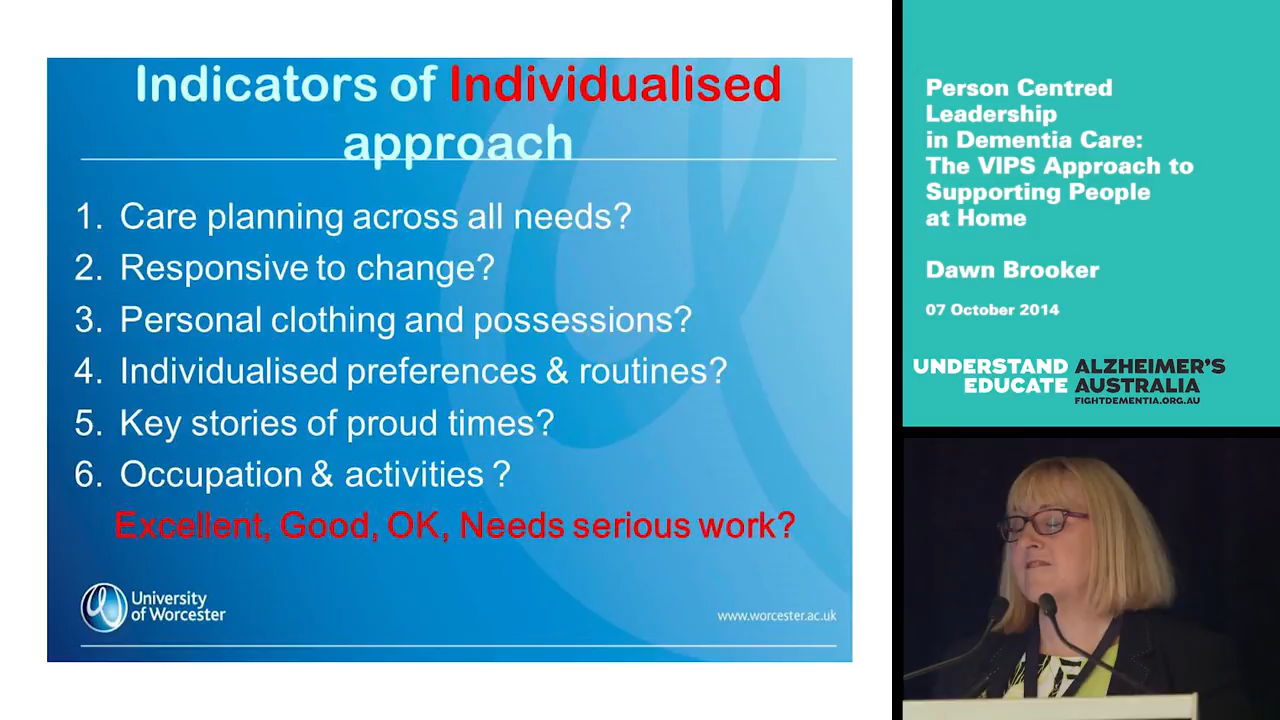 Indicators of Individualised
approach
1. Care planning across all needs?
2. Responsive to change?
3. Personal clothing and possessions?
4. Individualised preferences & routines?
5. Key stories of proud times?
6. Occupation & activities ?
Excellent, Good, OK, Needs serious work?
University
of Worcester
www.worcester.ac.uk
Person Centred
Leadership
in Dementia Care:
The VIPS Approach to
Supporting People
at Home
Dawn Brooker
07 October 2014
UNDERSTAND
EDUCATE
ALZHEIMER'S
AUSTRALIA
FIGHTDEMENTIA.ORG.AU